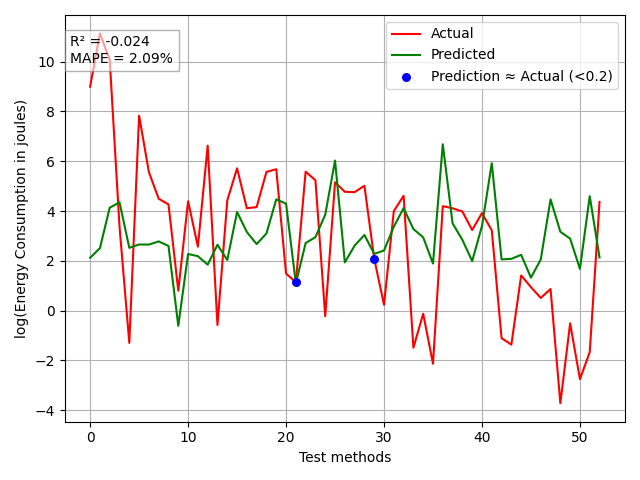 R² = -0.024
MAPE = 2.09%
Actual
Predicted
Prediction ≈ Actual (<0.2)
log(Energy Consumption in joules)
10
8
6
4
2
0
−2
−4
0 10 20 30 40 50
Test methods